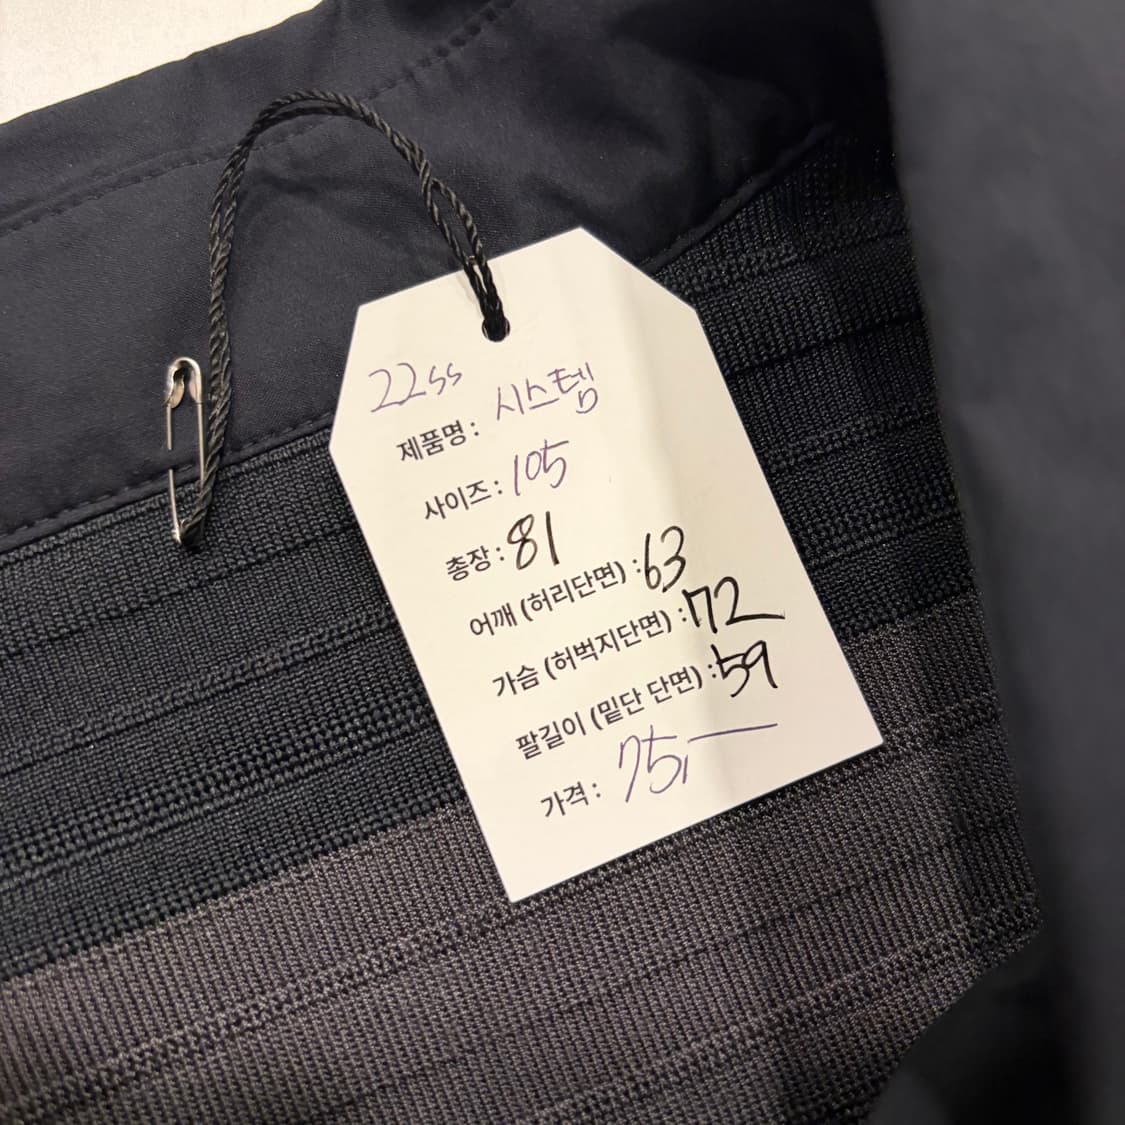 22ss
제품명 : 시스템
사이즈 : 105
총장 : 81
어깨 (허리단면) : 63
가슴 (허벅지단면) : 72
팔길이 (밑단 단면) : 59
가격 : 75,—